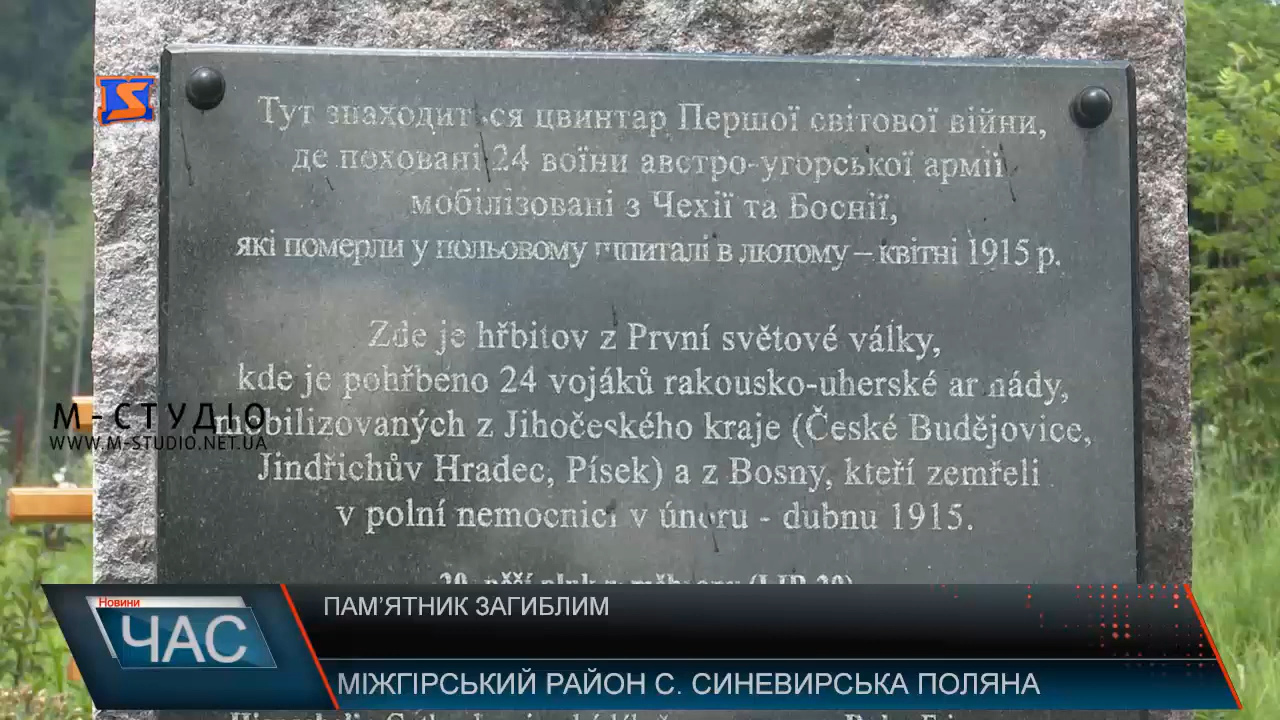 Тут знаходиться цвинтар Першої світової війни,
де поховані 24 воїни австро-угорської армії
мобілізовані з Чехії та Боснії,
які померли у польовому шпиталі в лютому – квітні 1915 р.
Zde je hřbitov z První světové války,
kde je pohřbeno 24 vojáků rakousko-uherské armády,
mobilizovaných z Jihočeského kraje (České Budějovice,
Jindřichův Hradec, Písek) a z Bosny, kteří zemřeli
v polní nemocnici v únoru - dubnu 1915.
М-СТУДІО
WWW.M-STUDIO.NET.UA
Новини
ЧАС
ПАМ’ЯТНИК ЗАГИБЛИМ
МІЖГІРСЬКИЙ РАЙОН С. СИНЕВИРСЬКА ПОЛЯНА